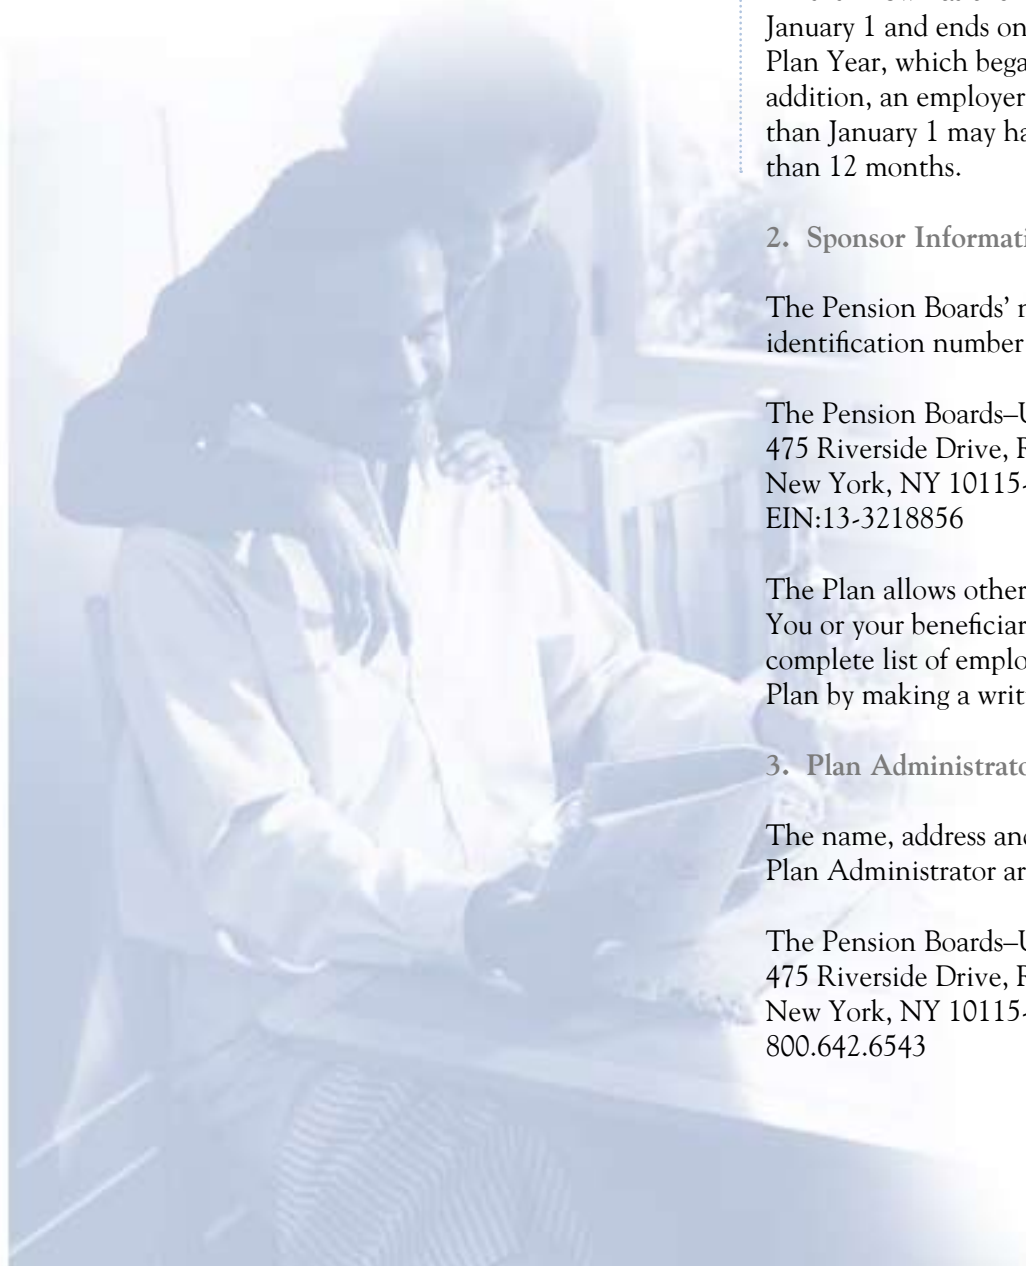 January 1 and ends on
Plan Year, which bega
addition, an employer
than January 1 may ha
than 12 months.
2. Sponsor Informati
The Pension Boards’ n
identification number
The Pension Boards–U
475 Riverside Drive, R
New York, NY 10115-
EIN:13-3218856
The Plan allows other
You or your beneficiar
complete list of emplo
Plan by making a writ
3. Plan Administrato
The name, address and
Plan Administrator ar
The Pension Boards–U
475 Riverside Drive, R
New York, NY 10115-
800.642.6543